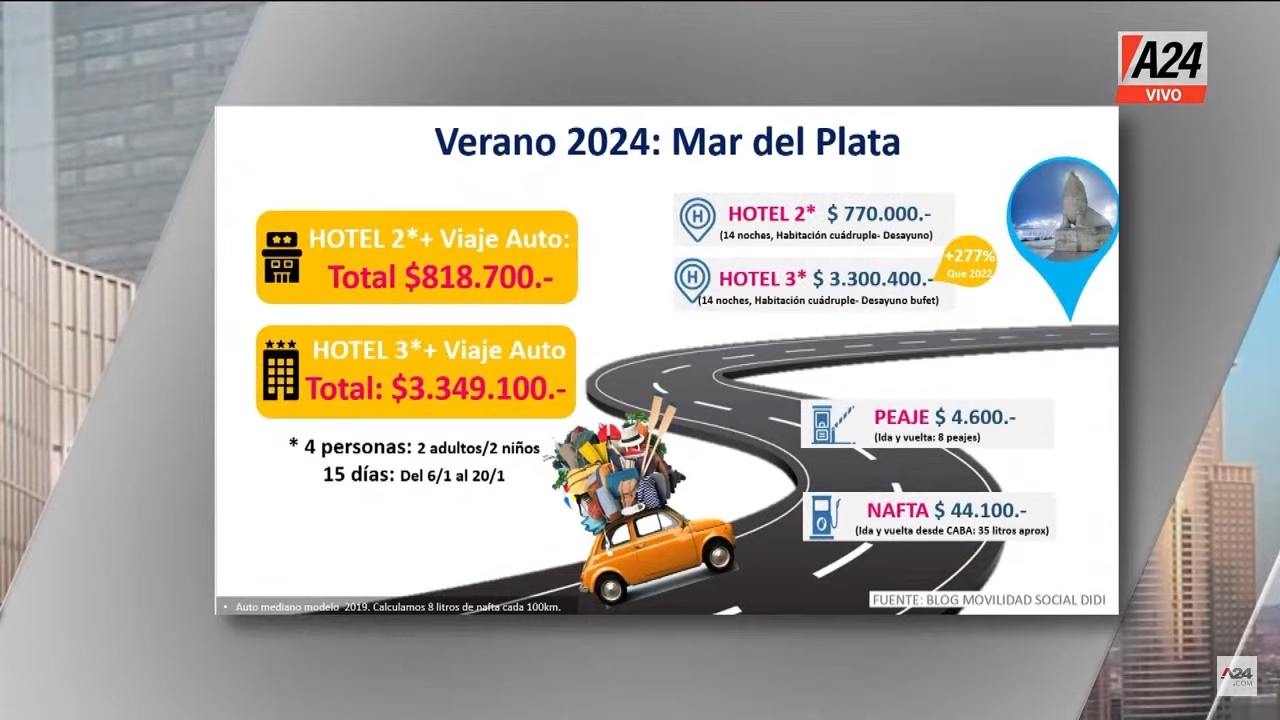 A24
VIVO
Verano 2024: Mar del Plata
HOTEL 2*+ Viaje Auto:
Total $818.700.-
HOTEL 3*+ Viaje Auto
Total: $3.349.100.-
* 4 personas: 2 adultos/2 niños
15 días: Del 6/1 al 20/1
H HOTEL 2* $ 770.000.-
(14 noches, Habitación cuádruple- Desayuno)
H HOTEL 3* $ 3.300.400.-
(14 noches, Habitación cuádruple- Desayuno bufet)
+277%
Que 2022
PEAJE $ 4.600.-
(Ida y vuelta: 8 peajes)
NAFTA $ 44.100.-
(Ida y vuelta desde CABA: 35 litros aprox)
• Auto mediano modelo 2019. Calculamos 8 litros de nafta cada 100km.
FUENTE: BLOG MOVILIDAD SOCIAL DIDI
A24
.COM